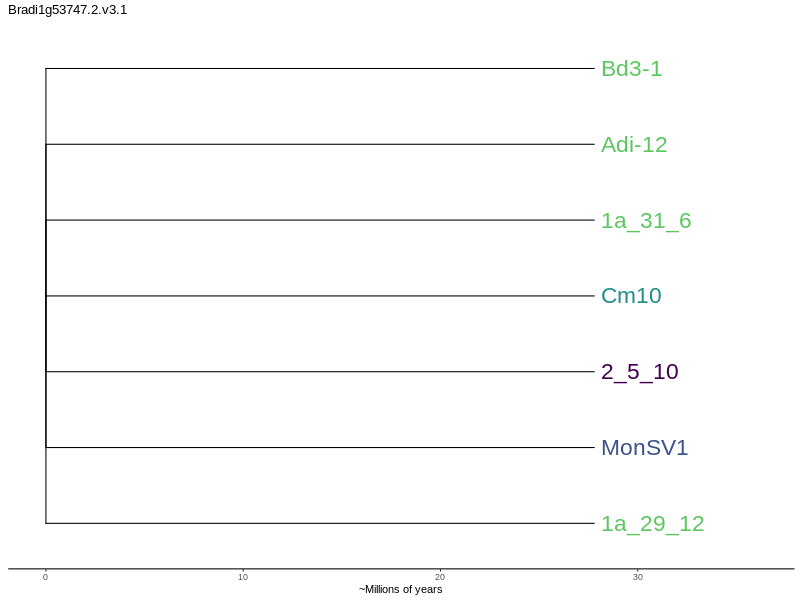 Bradi1g53747.2.v3.1
Bd3-1
Adi-12
1a_31_6
Cm10
2_5_10
MonSV1
1a_29_12
0 10 20 30
~Millions of years